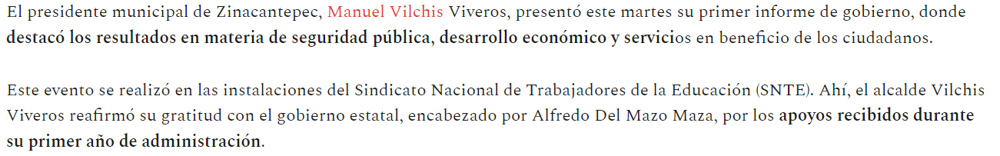 El presidente municipal de Zinacantepec, Manuel Vilchis Viveros, presentó este martes su primer informe de gobierno, donde
destacó los resultados en materia de seguridad pública, desarrollo económico y servicios en beneficio de los ciudadanos.
Este evento se realizó en las instalaciones del Sindicato Nacional de Trabajadores de la Educación (SNTE). Ahí, el alcalde Vilchis
Viveros reafirmó su gratitud con el gobierno estatal, encabezado por Alfredo Del Mazo Maza, por los apoyos recibidos durante
su primer año de administración.